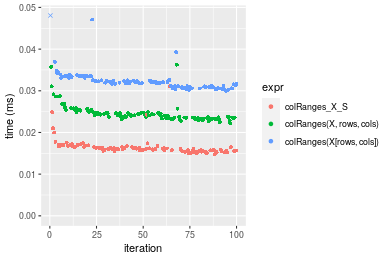 0.05
0.04
0.03
0.02
0.01
0.00
time (ms)
0 25 50 75 100
iteration
expr
colRanges_X_S
colRanges(X, rows, cols)
colRanges(X[rows, cols])